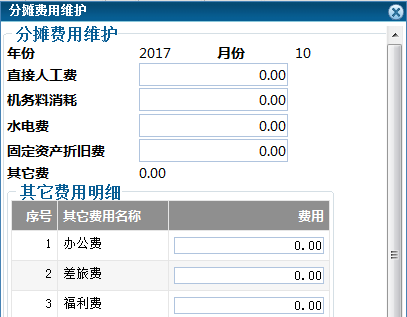 分摊费用维护
分摊费用维护
年份 2017 月份 10
直接人工费 0.00
机务料消耗 0.00
水电费 0.00
固定资产折旧费 0.00
其它费 0.00
其它费用明细
序号 其它费用名称 费用
1 办公费 0.00
2 差旅费 0.00
3 福利费 0.00